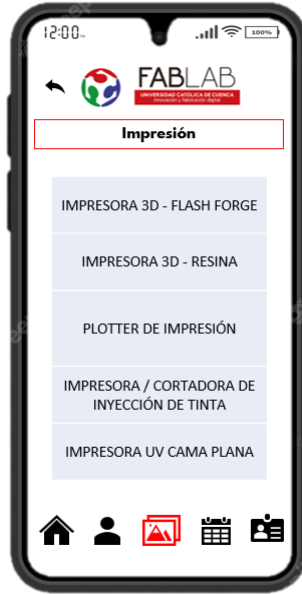 12:00
100%
FABLAB
UNIVERSIDAD CATÓLICA DE CUENCA
Innovación y fabricación digital
Impresión
IMPRESORA 3D - FLASH FORGE
IMPRESORA 3D - RESINA
PLOTTER DE IMPRESIÓN
IMPRESORA / CORTADORA DE
INYECCIÓN DE TINTA
IMPRESORA UV CAMA PLANA